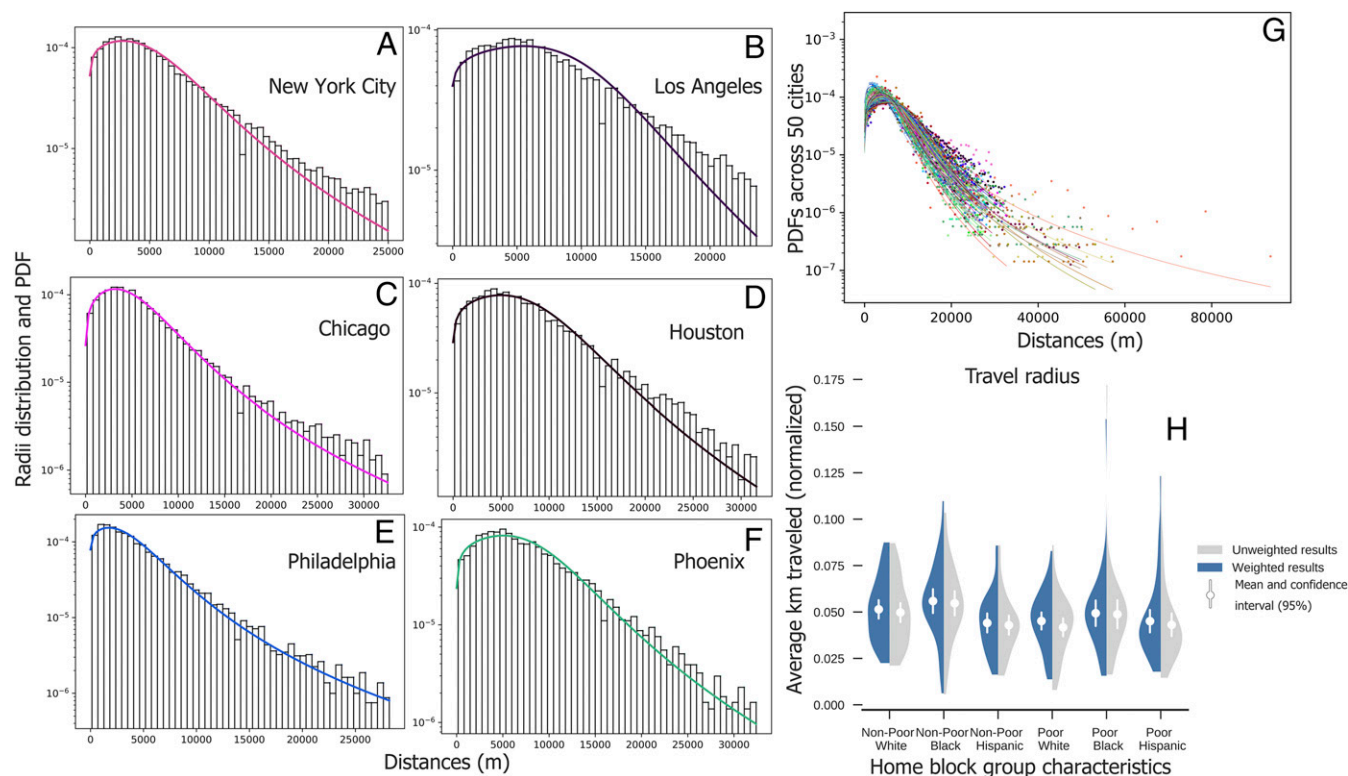 A
New York City
10⁻⁴
10⁻⁵
0 5000 10000 15000 20000 25000
B
Los Angeles
10⁻⁴
10⁻⁵
0 5000 10000 15000 20000
C
Chicago
10⁻⁴
10⁻⁵
10⁻⁶
0 5000 10000 15000 20000 25000 30000
D
Houston
10⁻⁴
10⁻⁵
0 5000 10000 15000 20000 25000 30000
E
Philadelphia
10⁻⁴
10⁻⁵
10⁻⁶
0 5000 10000 15000 20000 25000
F
Phoenix
10⁻⁴
10⁻⁵
10⁻⁶
0 5000 10000 15000 20000 25000 30000
Radii distribution and PDF
Distances (m)
G
PDFs across 50 cities
10⁻³
10⁻⁴
10⁻⁵
10⁻⁶
10⁻⁷
0 20000 40000 60000 80000
Distances (m)
Travel radius
H
Average km traveled (normalized)
0.175
0.150
0.125
0.100
0.075
0.050
0.025
0.000
Unweighted results
Weighted results
Mean and confidence
interval (95%)
Non-Poor Non-Poor Non-Poor Poor Poor Poor
White Black Hispanic White Black Hispanic
Home block group characteristics